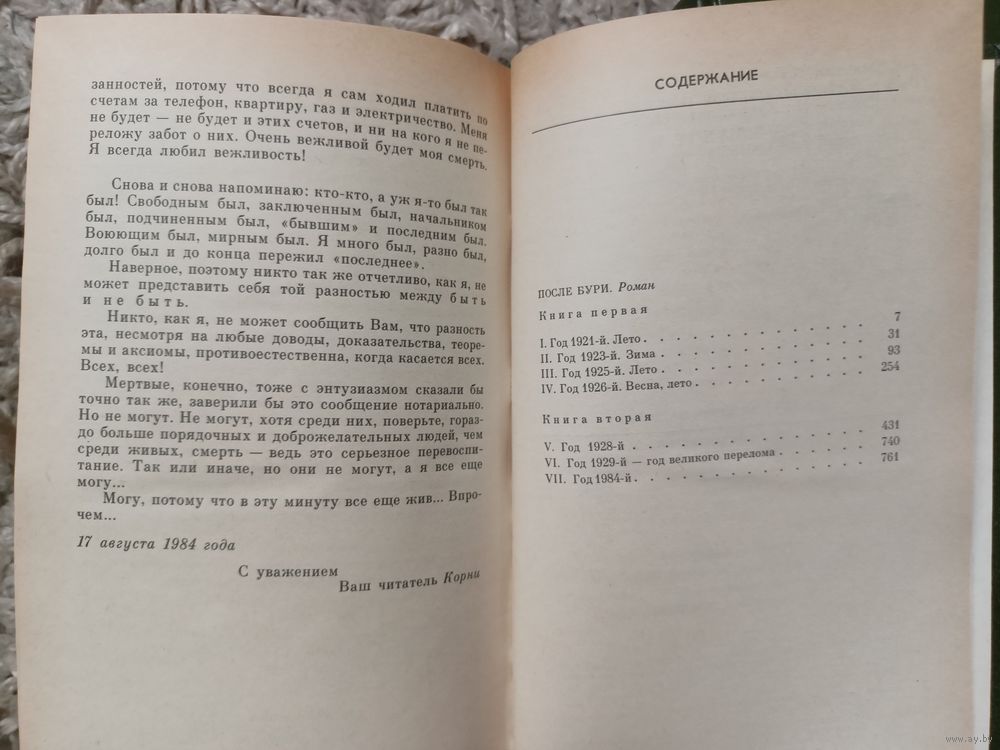 занностей, потому что всегда я сам ходил платить по
счетам за телефон, квартиру, газ и электричество. Меня
не будет — не будет и этих счетов, и ни на кого я не пе-
реложу забот о них. Очень вежливой будет моя смерть.
Я всегда любил вежливость!
Снова и снова напоминаю: кто-кто, а уж я-то был так
был! Свободным был, заключенным был, начальником
был, подчиненным был, «бывшим» и последним был.
Воюющим был, мирным был. Я много был, разно был,
долго был и до конца пережил «последнее».
Наверное, поэтому никто так же отчетливо, как я, не
может представить себя той разностью между быть
и не быть.
Никто, как я, не может сообщить Вам, что разность
эта, несмотря на любые доводы, доказательства, теоре-
мы и аксиомы, противоестественна, когда касается всех.
Всех, всех!
Мертвые, конечно, тоже с энтузиазмом сказали бы
точно так же, заверили бы это сообщение нотариально.
Но не могут. Не могут, хотя среди них, поверьте, гораз-
до больше порядочных и доброжелательных людей, чем
среди живых, смерть — ведь это серьезное перевоспи-
тание. Так или иначе, но они не могут, а я все еще
могу...
Могу, потому что в эту минуту все еще жив... Впро-
чем...
17 августа 1984 года
С уважением
Ваш читатель Корни
СОДЕРЖАНИЕ
ПОСЛЕ БУРИ. Роман
Книга первая
I. Год 1921-й. Лето . . . . . . . . . . . . 7
II. Год 1923-й. Зима . . . . . . . . . . . . 31
III. Год 1925-й. Лето . . . . . . . . . . . . 93
IV. Год 1926-й. Весна, лето . . . . . . . . . . 254
Книга вторая
V. Год 1928-й . . . . . . . . . . . . . 431
VI. Год 1929-й — год великого перелома . . . . . 740
VII. Год 1984-й . . . . . . . . . . . . . 761
www.ay.by